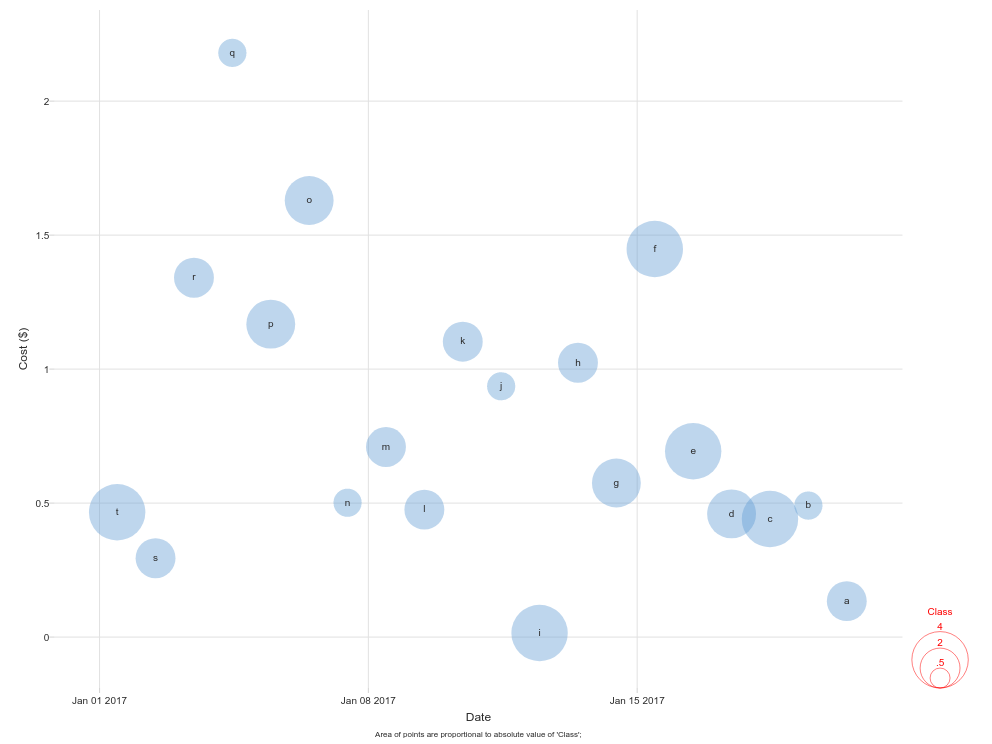 q
2
o
1.5
f
r
p
Cost ($)
k
h
1
j
m
e
g
0.5
n
l
b
t
d
c
s
a
Class
4
2
.5
i
0
Jan 01 2017
Jan 08 2017
Jan 15 2017
Date
Area of points are proportional to absolute value of 'Class';